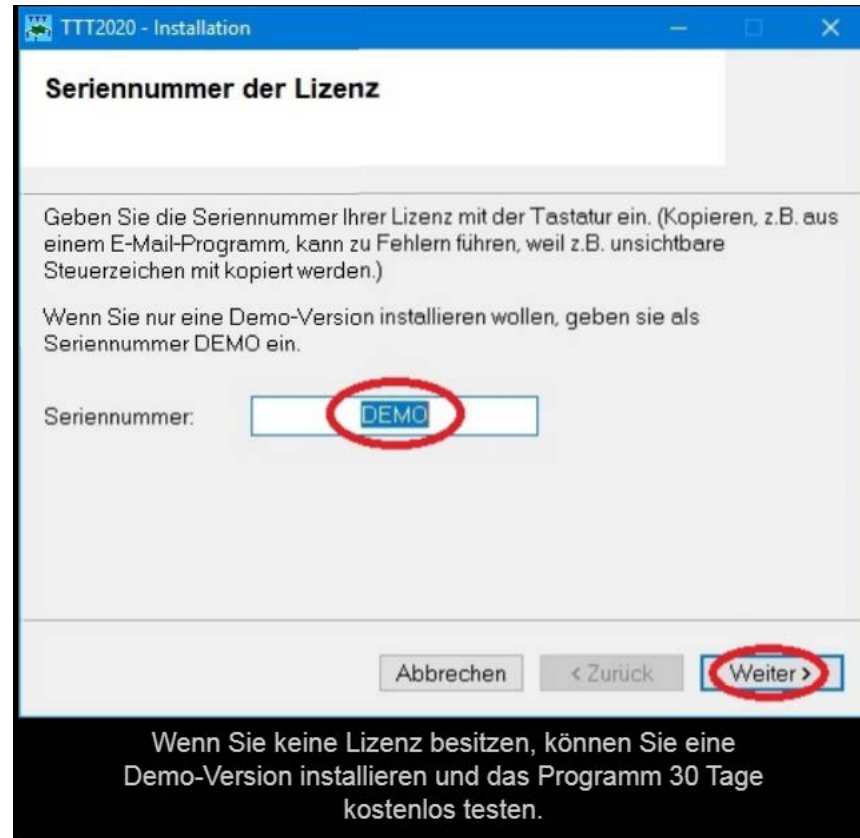 TTT2020 - Installation
Seriennummer der Lizenz
Geben Sie die Seriennummer Ihrer Lizenz mit der Tastatur ein. (Kopieren, z.B. aus
einem E-Mail-Programm, kann zu Fehlern führen, weil z.B. unsichtbare
Steuerzeichen mit kopiert werden.)
Wenn Sie nur eine Demo-Version installieren wollen, geben sie als
Seriennummer DEMO ein.
Seriennummer: DEMO
Abbrechen < Zurück Weiter >
Wenn Sie keine Lizenz besitzen, können Sie eine
Demo-Version installieren und das Programm 30 Tage
kostenlos testen.